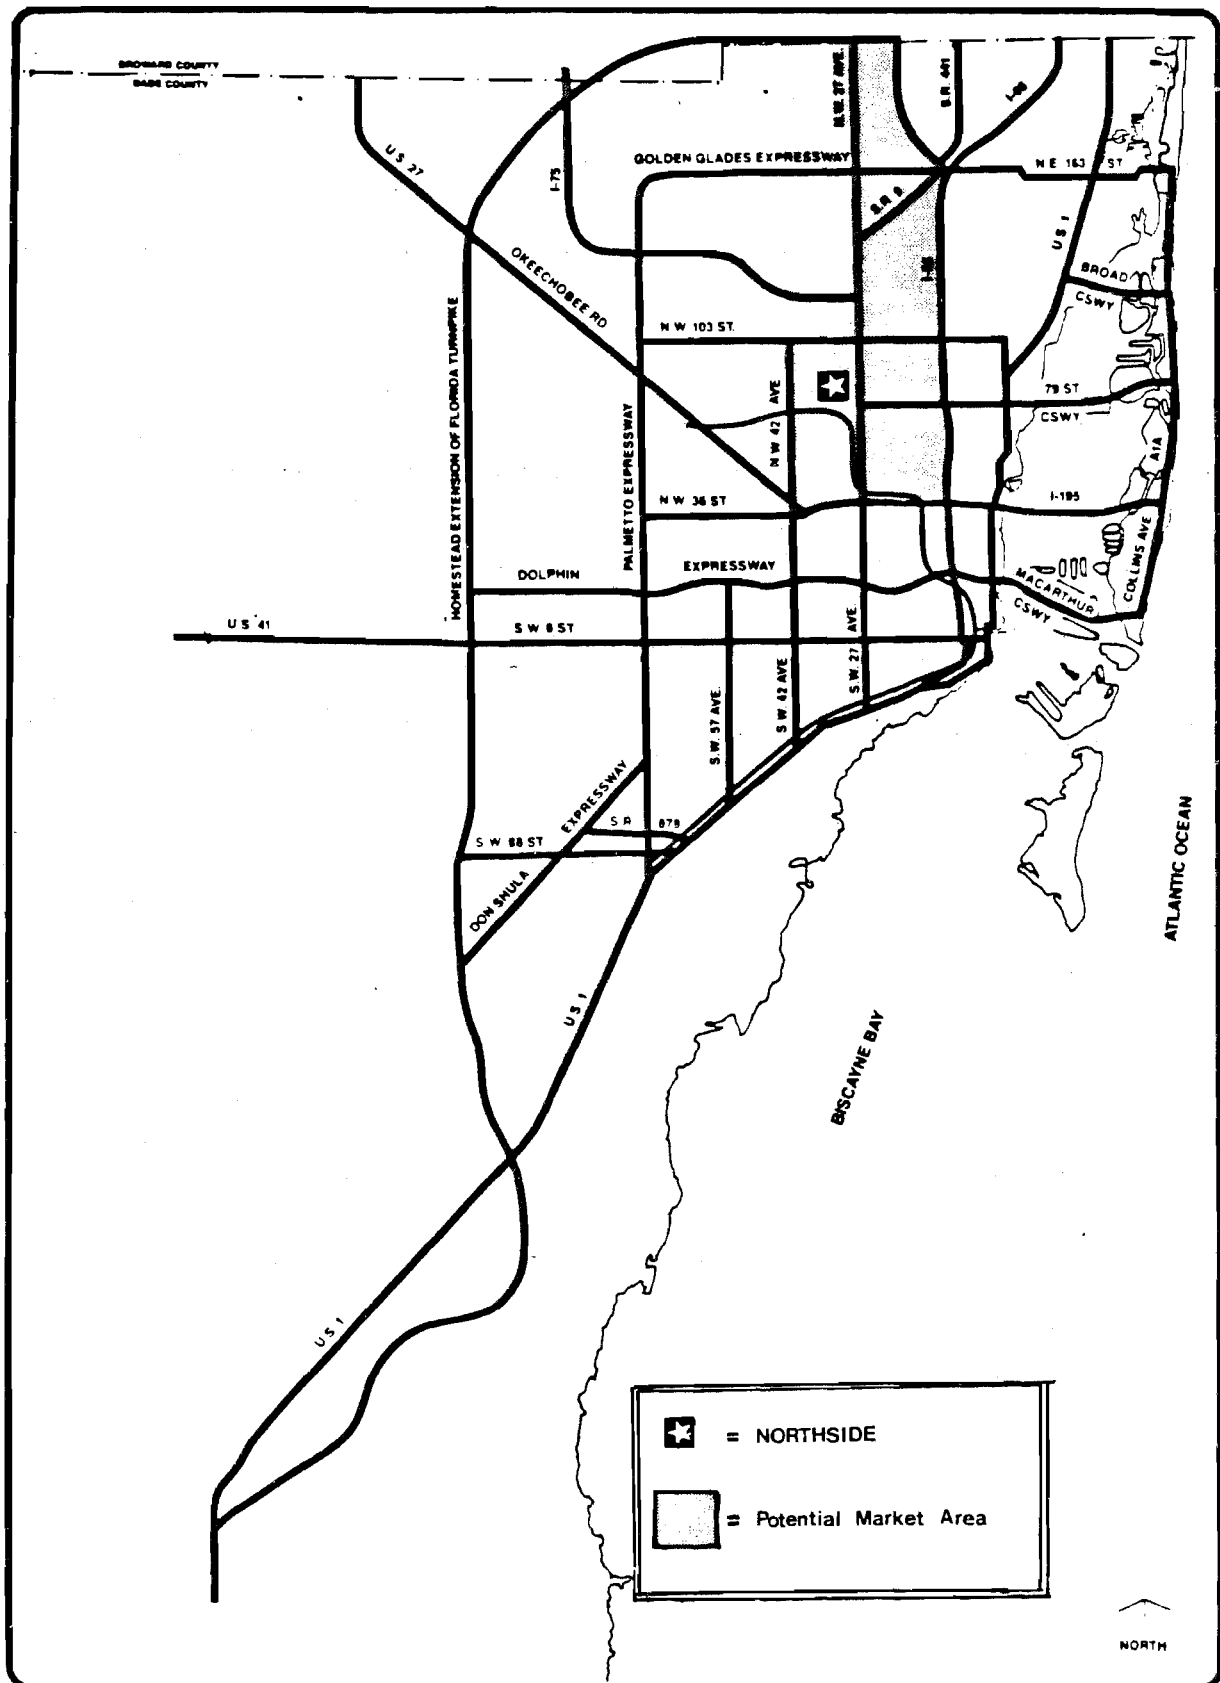 BROWARD COUNTY
DADE COUNTY
U S 27
I-75
N.W. 27 AVE.
S.R. 441
GOLDEN GLADES EXPRESSWAY
N E 163 ST
S.R. 9
U S 1
OKEECHOBEE RD
BROAD
CSWY
HOMESTEAD EXTENSION OF FLORIDA TURNPIKE
N W 103 ST.
N W 42 AVE
79 ST
CSWY
A1A
PALMETTO EXPRESSWAY
N W 36 ST
I-195
COLLINS AVE
DOLPHIN
EXPRESSWAY
MACARTHUR
CSWY
U S 41
S W 8 ST
S.W. 57 AVE.
S W 42 AVE
S.W. 27 AVE.
EXPRESSWAY
DON SHULA
S R 878
S W 88 ST
ATLANTIC OCEAN
U S 1
BISCAYNE BAY
U S 1
= NORTHSIDE
= Potential Market Area
NORTH